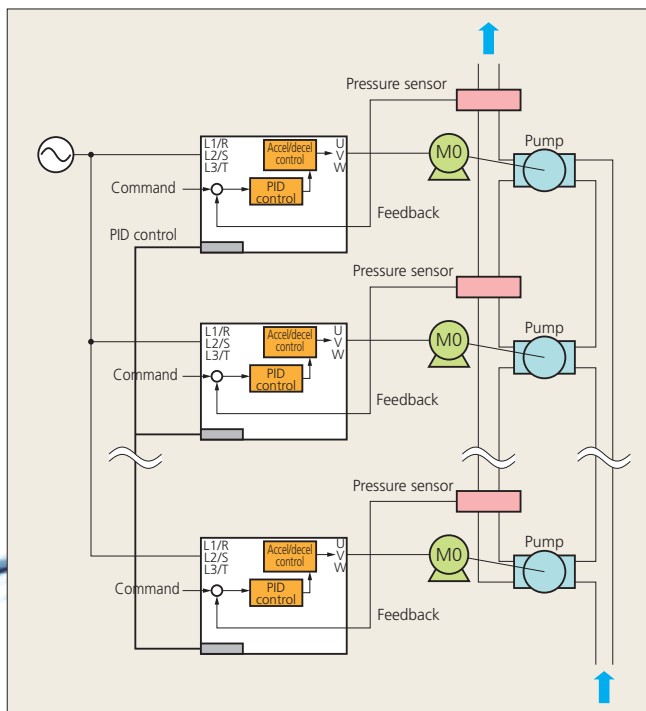 Pressure sensor
L1/R
L2/S
L3/T
Accel/decel
control
U
V
W
M0
Pump
Command
PID
control
Feedback
PID control
Pressure sensor
L1/R
L2/S
L3/T
Accel/decel
control
U
V
W
M0
Pump
Command
PID
control
Feedback
Pressure sensor
L1/R
L2/S
L3/T
Accel/decel
control
U
V
W
M0
Pump
Command
PID
control
Feedback